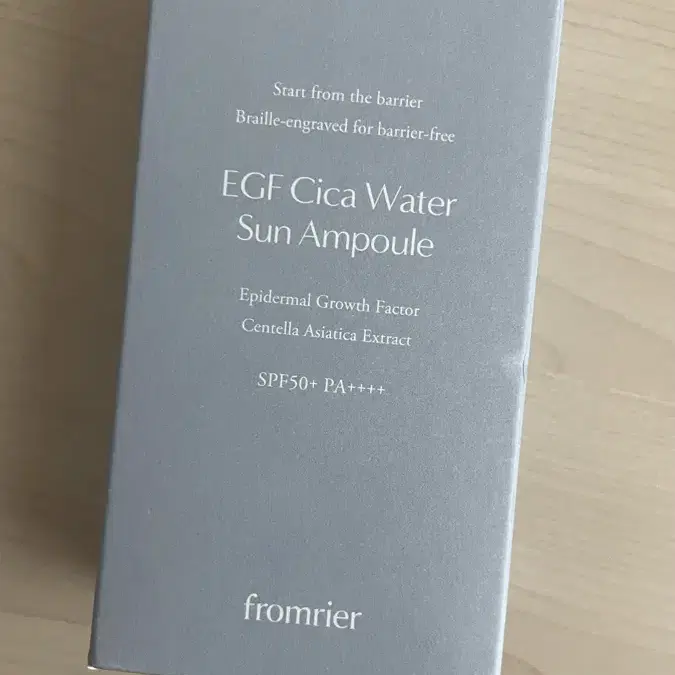 Start from the barrier
Braille-engraved for barrier-free
EGF Cica Water
Sun Ampoule
Epidermal Growth Factor
Centella Asiatica Extract
SPF50+ PA++++
fromrier